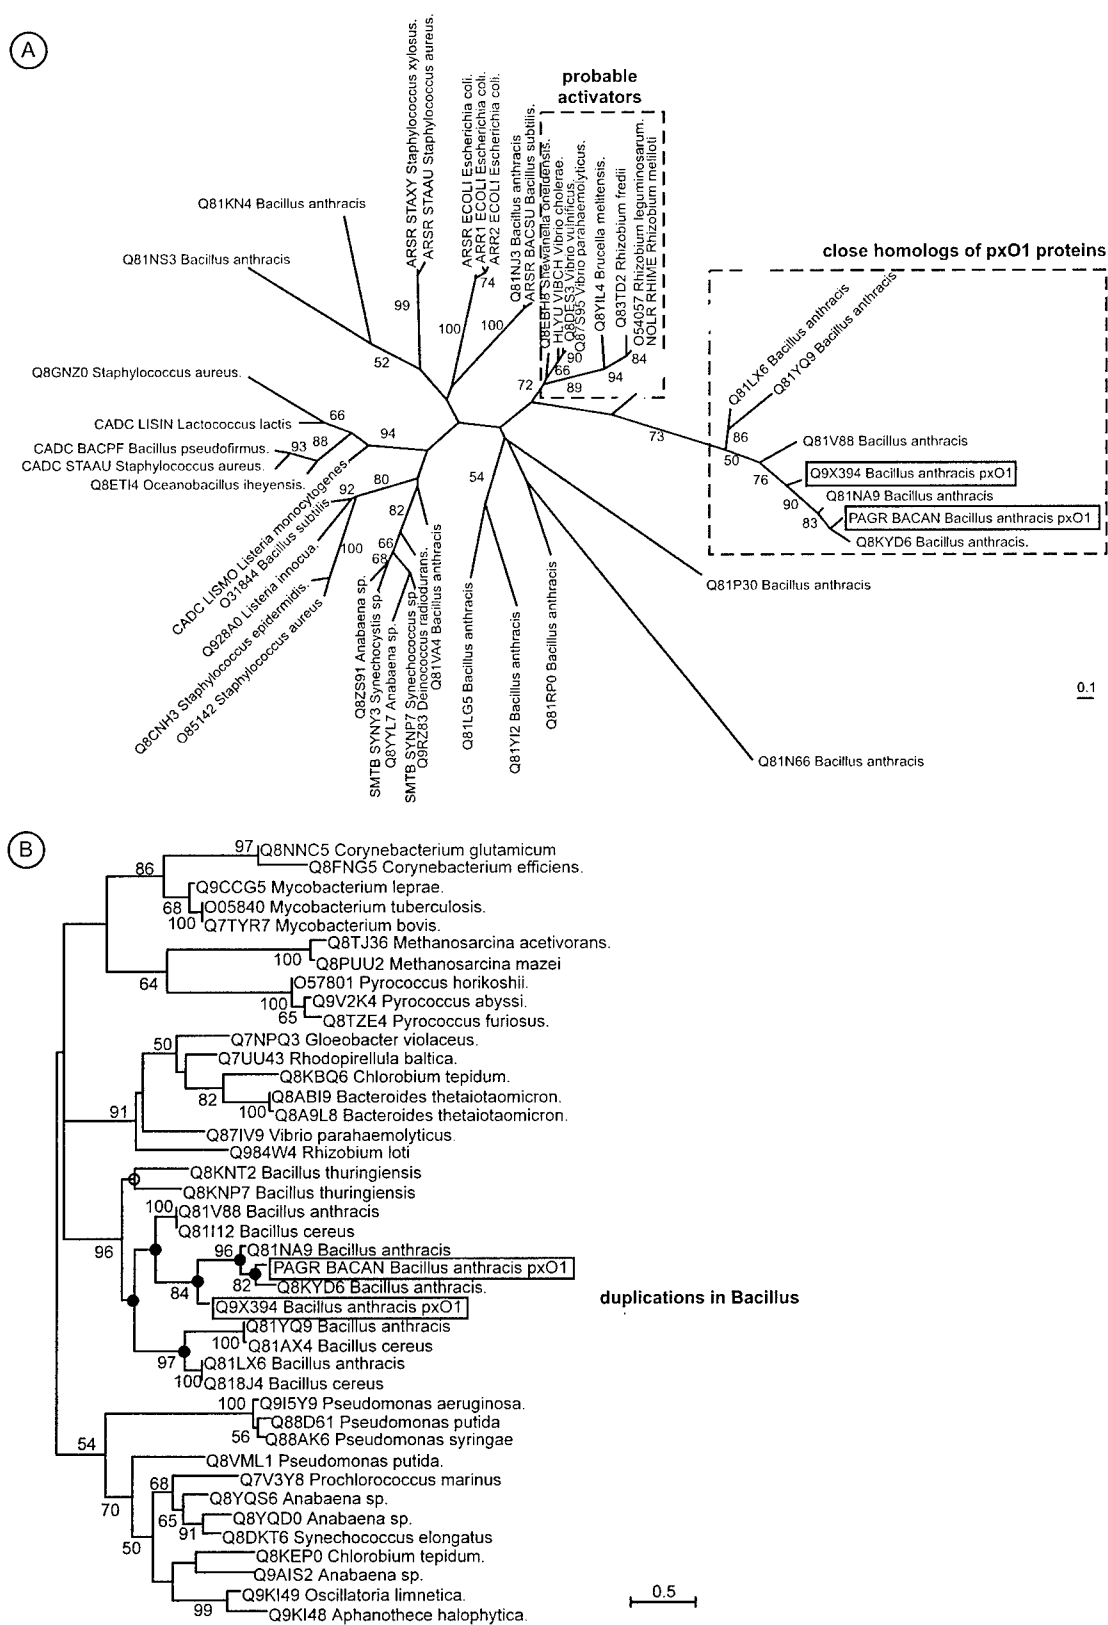 A
probable
activators
close homologs of pxO1 proteins
Q81KN4 Bacillus anthracis
Q81NS3 Bacillus anthracis
ARSR STAXY Staphylococcus xylosus.
ARSR STAAU Staphylococcus aureus.
ARSR ECOLI Escherichia coli.
ARR1 ECOLI Escherichia coli.
ARR2 ECOLI Escherichia coli.
Q81NJ3 Bacillus anthracis
ARSR BACSU Bacillus subtilis.
Q8EBH8 Shewanella oneidensis.
HLYU VIBCH Vibrio cholerae.
Q8DES3 Vibrio vulnificus.
Q87S95 Vibrio parahaemolyticus.
Q8YIL4 Brucella melitensis.
Q83TD2 Rhizobium fredii
O54057 Rhizobium leguminosarum.
NOLR RHIME Rhizobium meliloti
Q81LX6 Bacillus anthracis
Q81YQ9 Bacillus anthracis
Q81V88 Bacillus anthracis
Q9X394 Bacillus anthracis pxO1
Q81NA9 Bacillus anthracis
PAGR BACAN Bacillus anthracis pxO1
Q8KYD6 Bacillus anthracis.
99
74
100
100
52
90
66
84
94
89
72
73
86
50
76
90
83
Q8GNZ0 Staphylococcus aureus.
66
CADC LISIN Lactococcus lactis
94
CADC BACPF Bacillus pseudofirmus.
93
88
CADC STAAU Staphylococcus aureus.
Q8ETI4 Oceanobacillus iheyensis.
CADC LISMO Listeria monocytogenes.
O31844 Bacillus subtilis
Q928A0 Listeria innocua.
Q8CNH3 Staphylococcus epidermidis.
O85142 Staphylococcus aureus
92
80
100
82
66
68
54
Q8ZS91 Anabaena sp.
SMTB SYNY3 Synechocystis sp.
Q8YYL7 Anabaena sp.
SMTB SYNP7 Synechococcus sp.
Q9RZ83 Deinococcus radiodurans.
Q81VA4 Bacillus anthracis
Q81LG5 Bacillus anthracis
Q81YI2 Bacillus anthracis
Q81RP0 Bacillus anthracis
Q81P30 Bacillus anthracis
Q81N66 Bacillus anthracis
0.1
B
97
Q8NNC5 Corynebacterium glutamicum
86
Q8FNG5 Corynebacterium efficiens.
Q9CCG5 Mycobacterium leprae.
68
O05840 Mycobacterium tuberculosis.
100
Q7TYR7 Mycobacterium bovis.
Q8TJ36 Methanosarcina acetivorans.
100
Q8PUU2 Methanosarcina mazei
64
O57801 Pyrococcus horikoshii.
100
Q9V2K4 Pyrococcus abyssi.
65
Q8TZE4 Pyrococcus furiosus.
50
Q7NPQ3 Gloeobacter violaceus.
Q7UU43 Rhodopirellula baltica.
Q8KBQ6 Chlorobium tepidum.
82
Q8ABI9 Bacteroides thetaiotaomicron.
91
100
Q8A9L8 Bacteroides thetaiotaomicron.
Q87IV9 Vibrio parahaemolyticus.
Q984W4 Rhizobium loti
Q8KNT2 Bacillus thuringiensis
Q8KNP7 Bacillus thuringiensis
100
Q81V88 Bacillus anthracis
Q81I12 Bacillus cereus
96
96
Q81NA9 Bacillus anthracis
PAGR BACAN Bacillus anthracis pxO1
84
82
Q8KYD6 Bacillus anthracis.
duplications in Bacillus
Q9X394 Bacillus anthracis pxO1
Q81YQ9 Bacillus anthracis
100
Q81AX4 Bacillus cereus
97
Q81LX6 Bacillus anthracis
100
Q818J4 Bacillus cereus
100
Q9I5Y9 Pseudomonas aeruginosa.
Q88D61 Pseudomonas putida
54
56
Q88AK6 Pseudomonas syringae
Q8VML1 Pseudomonas putida.
68
Q7V3Y8 Prochlorococcus marinus
70
Q8YQS6 Anabaena sp.
65
Q8YQD0 Anabaena sp.
91
Q8DKT6 Synechococcus elongatus
50
Q8KEP0 Chlorobium tepidum.
Q9AIS2 Anabaena sp.
Q9KI49 Oscillatoria limnetica.
99
Q9KI48 Aphanothece halophytica.
0.5